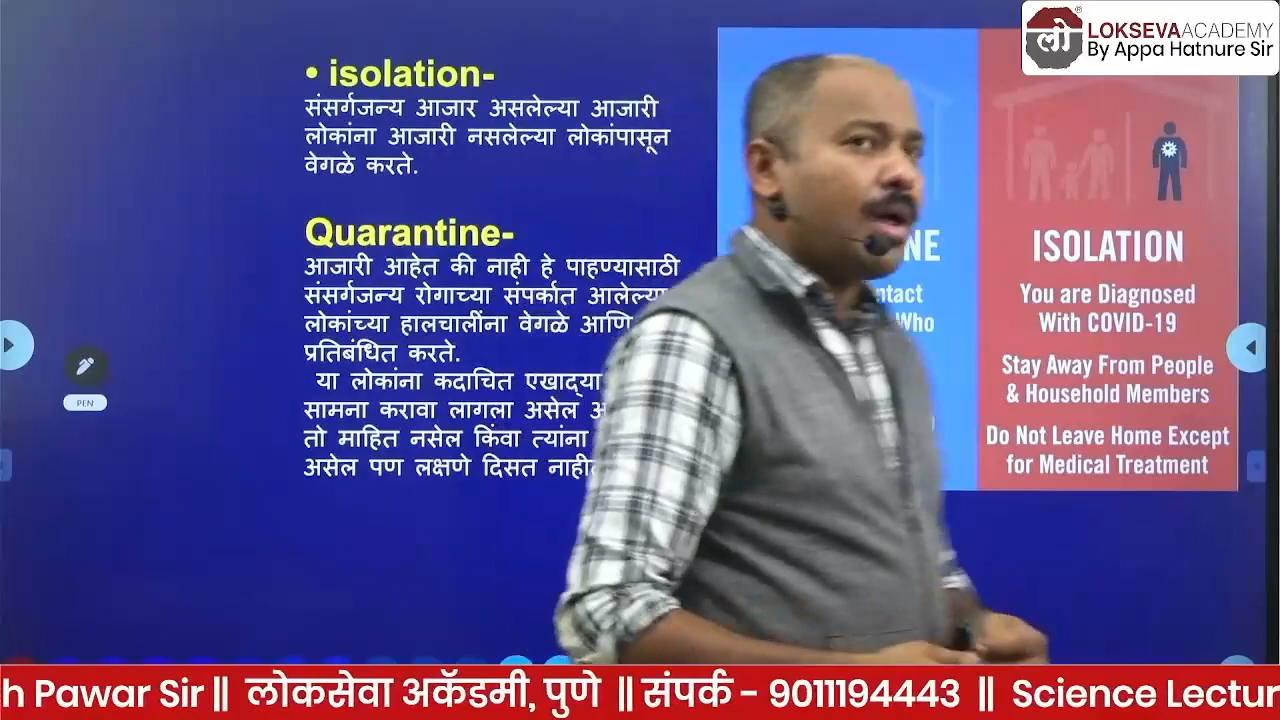 LOKSEVA ACADEMY
By Appa Hatnure Sir
• isolation-
संसर्गजन्य आजार असलेल्या आजारी
लोकांना आजारी नसलेल्या लोकांपासून
वेगळे करते.
Quarantine-
आजारी आहेत की नाही हे पाहण्यासाठी
संसर्गजन्य रोगाच्या संपर्कात आलेल्या
लोकांच्या हालचालींना वेगळे आणि
प्रतिबंधित करते.
या लोकांना कदाचित एखाद्या
सामना करावा लागला असेल
तो माहित नसेल किंवा त्यांना
असेल पण लक्षणे दिसत
NE
ntact
Who
ISOLATION
You are Diagnosed
With COVID-19
Stay Away From People
& Household Members
Do Not Leave Home Except
for Medical Treatment
PEN
h Pawar Sir || लोकसेवा अकॅडमी, पुणे || संपर्क - 9011194443 || Science Lectur